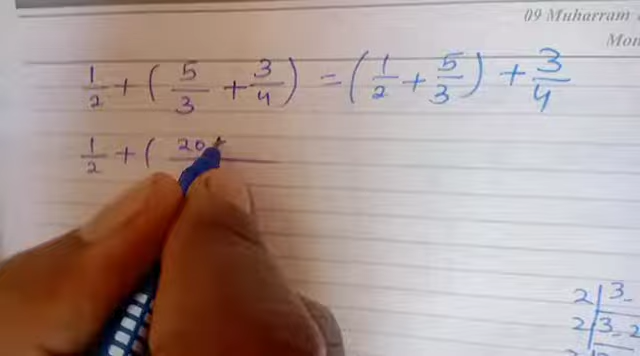 09 Muharram
Mon
1/2 + ( 5/3 + 3/4 ) = ( 1/2 + 5/3 ) + 3/4
1/2 + ( 20
2 | 3
2 | 3 - 2